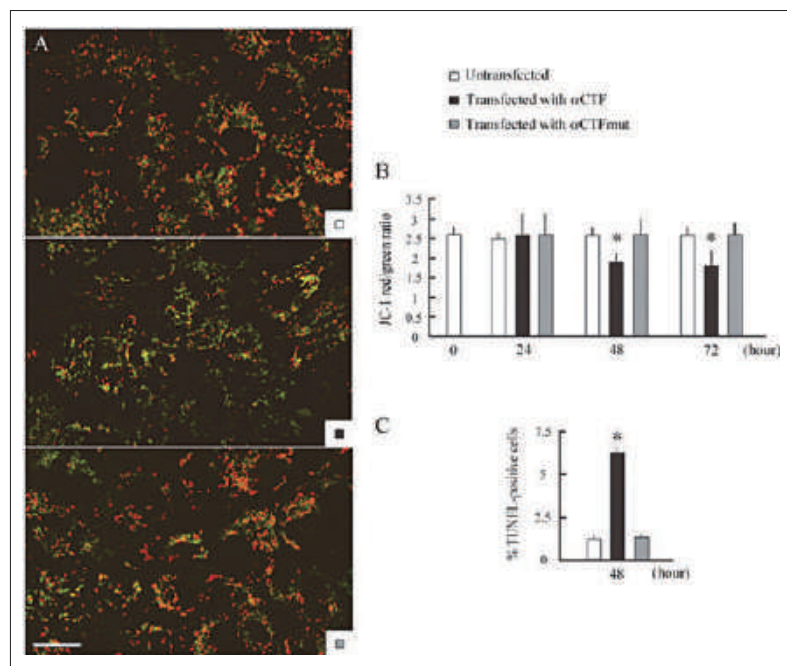 A
Untransfected
Transfected with αCTF
Transfected with αCTFmut
B
JC-1 red/green ratio
3.5
3
2.5
2
1.5
1
0.5
0
* *
0 24 48 72 (hour)
C
% TUNEL-positive cells
7.5
5
2.5
0
*
48 (hour)